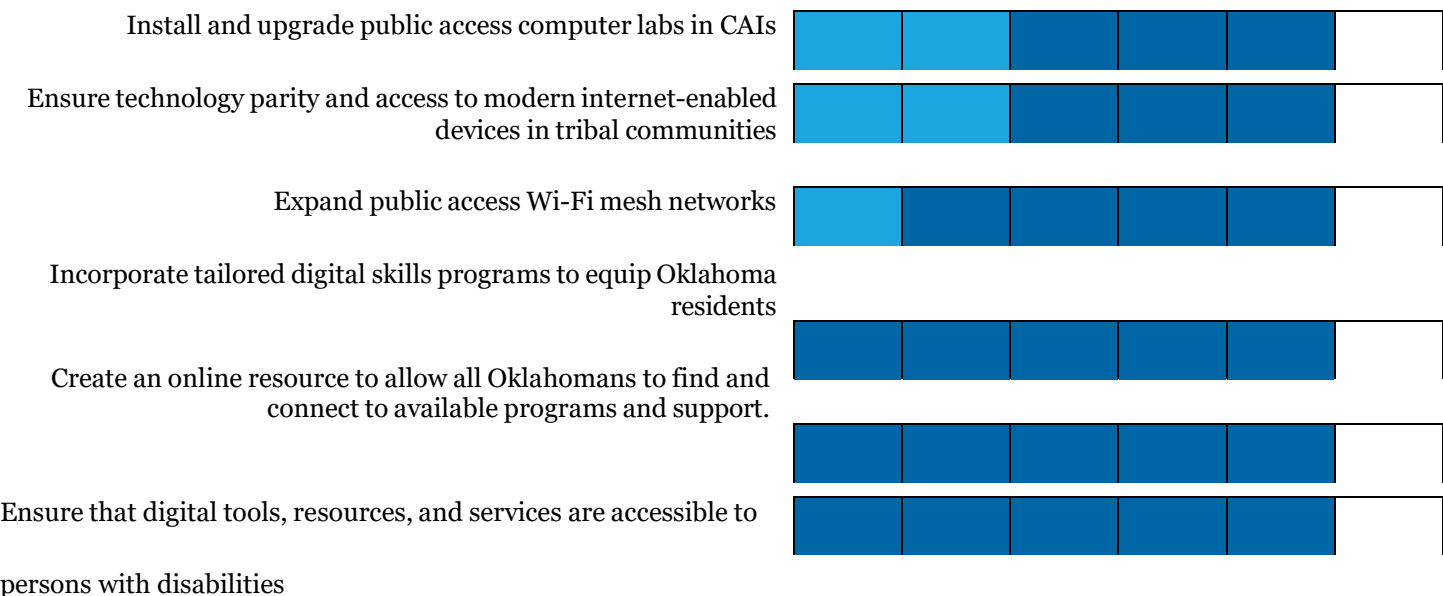 Install and upgrade public access computer labs in CAIs
Ensure technology parity and access to modern internet-enabled
devices in tribal communities
Expand public access Wi-Fi mesh networks
Incorporate tailored digital skills programs to equip Oklahoma
residents
Create an online resource to allow all Oklahomans to find and
connect to available programs and support.
Ensure that digital tools, resources, and services are accessible to
persons with disabilities